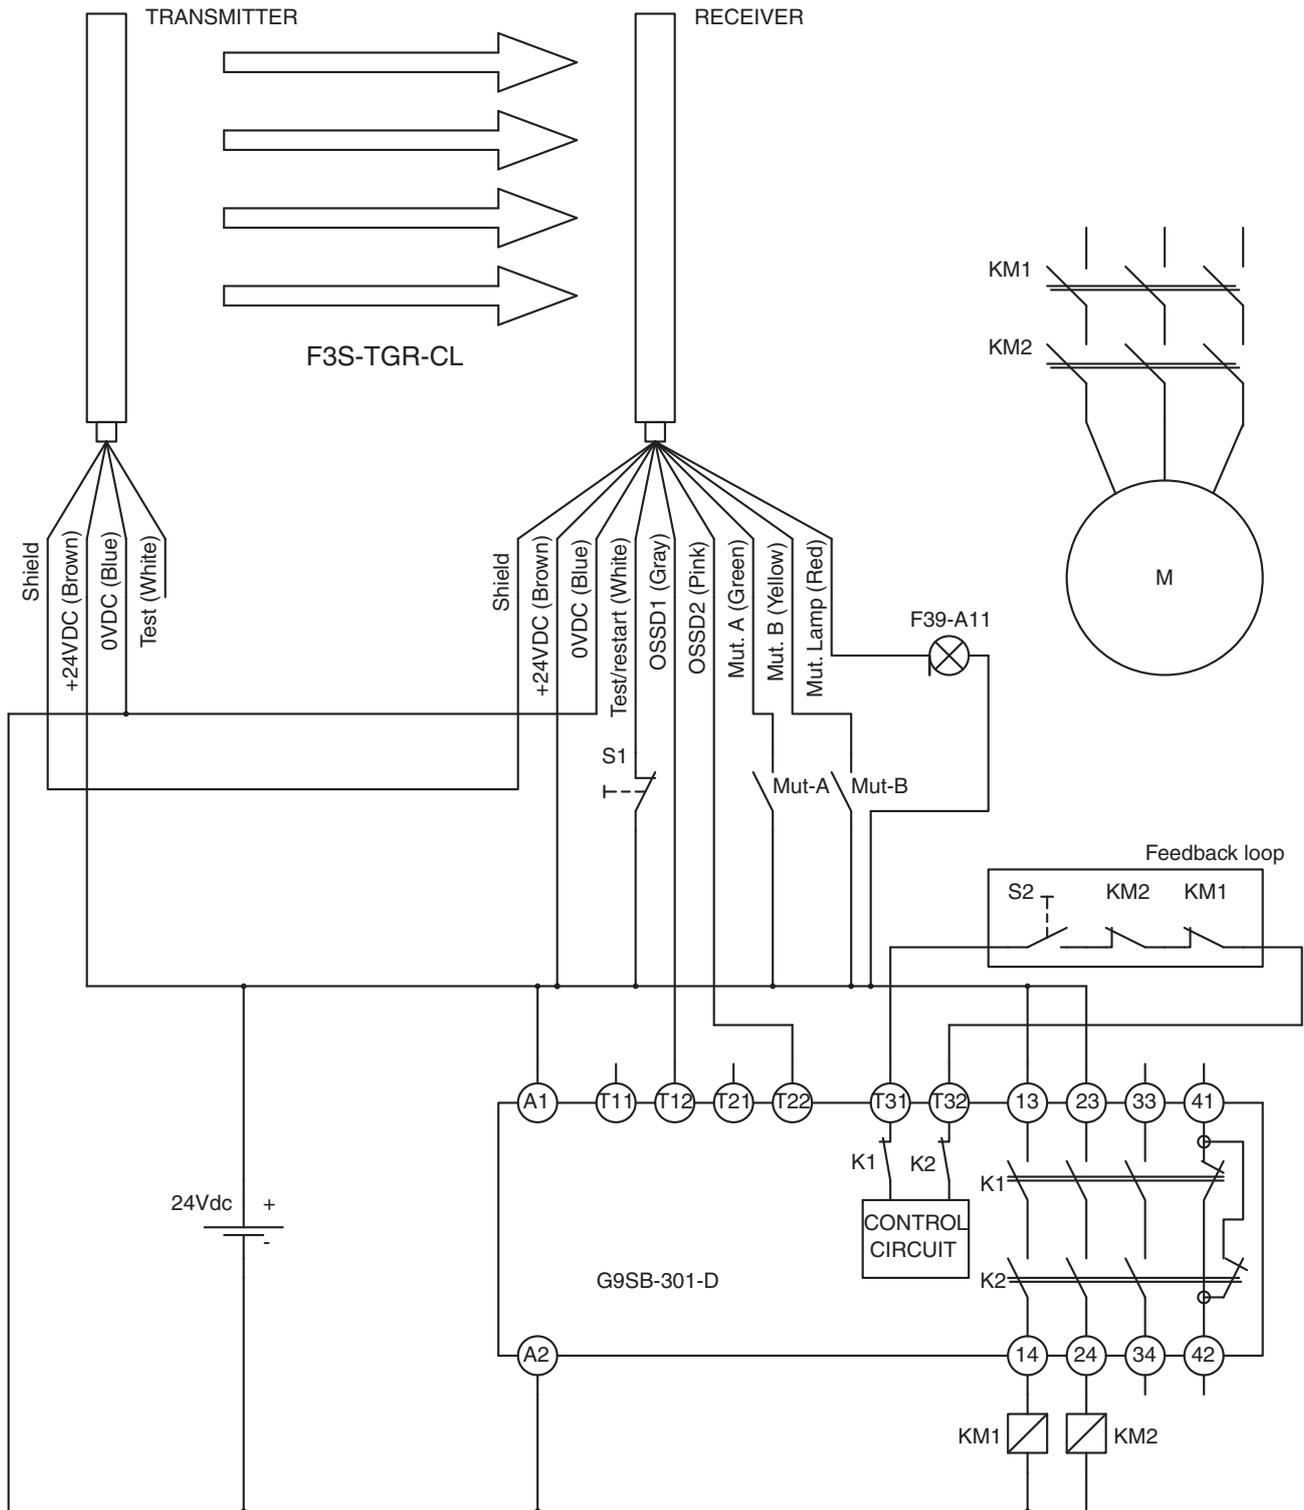 TRANSMITTER
RECEIVER
KM1
KM2
F3S-TGR-CL
M
Shield
+24VDC (Brown)
0VDC (Blue)
Test (White)
Shield
+24VDC (Brown)
0VDC (Blue)
Test/restart (White)
OSSD1 (Gray)
OSSD2 (Pink)
Mut. A (Green)
Mut. B (Yellow)
Mut. Lamp (Red)
F39-A11
S1
Mut-A
Mut-B
Feedback loop
S2
KM2
KM1
A1
T11
T12
T21
T22
T31
T32
13
23
33
41
K1
K2
K1
CONTROL
CIRCUIT
24Vdc
+
-
G9SB-301-D
K2
A2
14
24
34
42
KM1
KM2